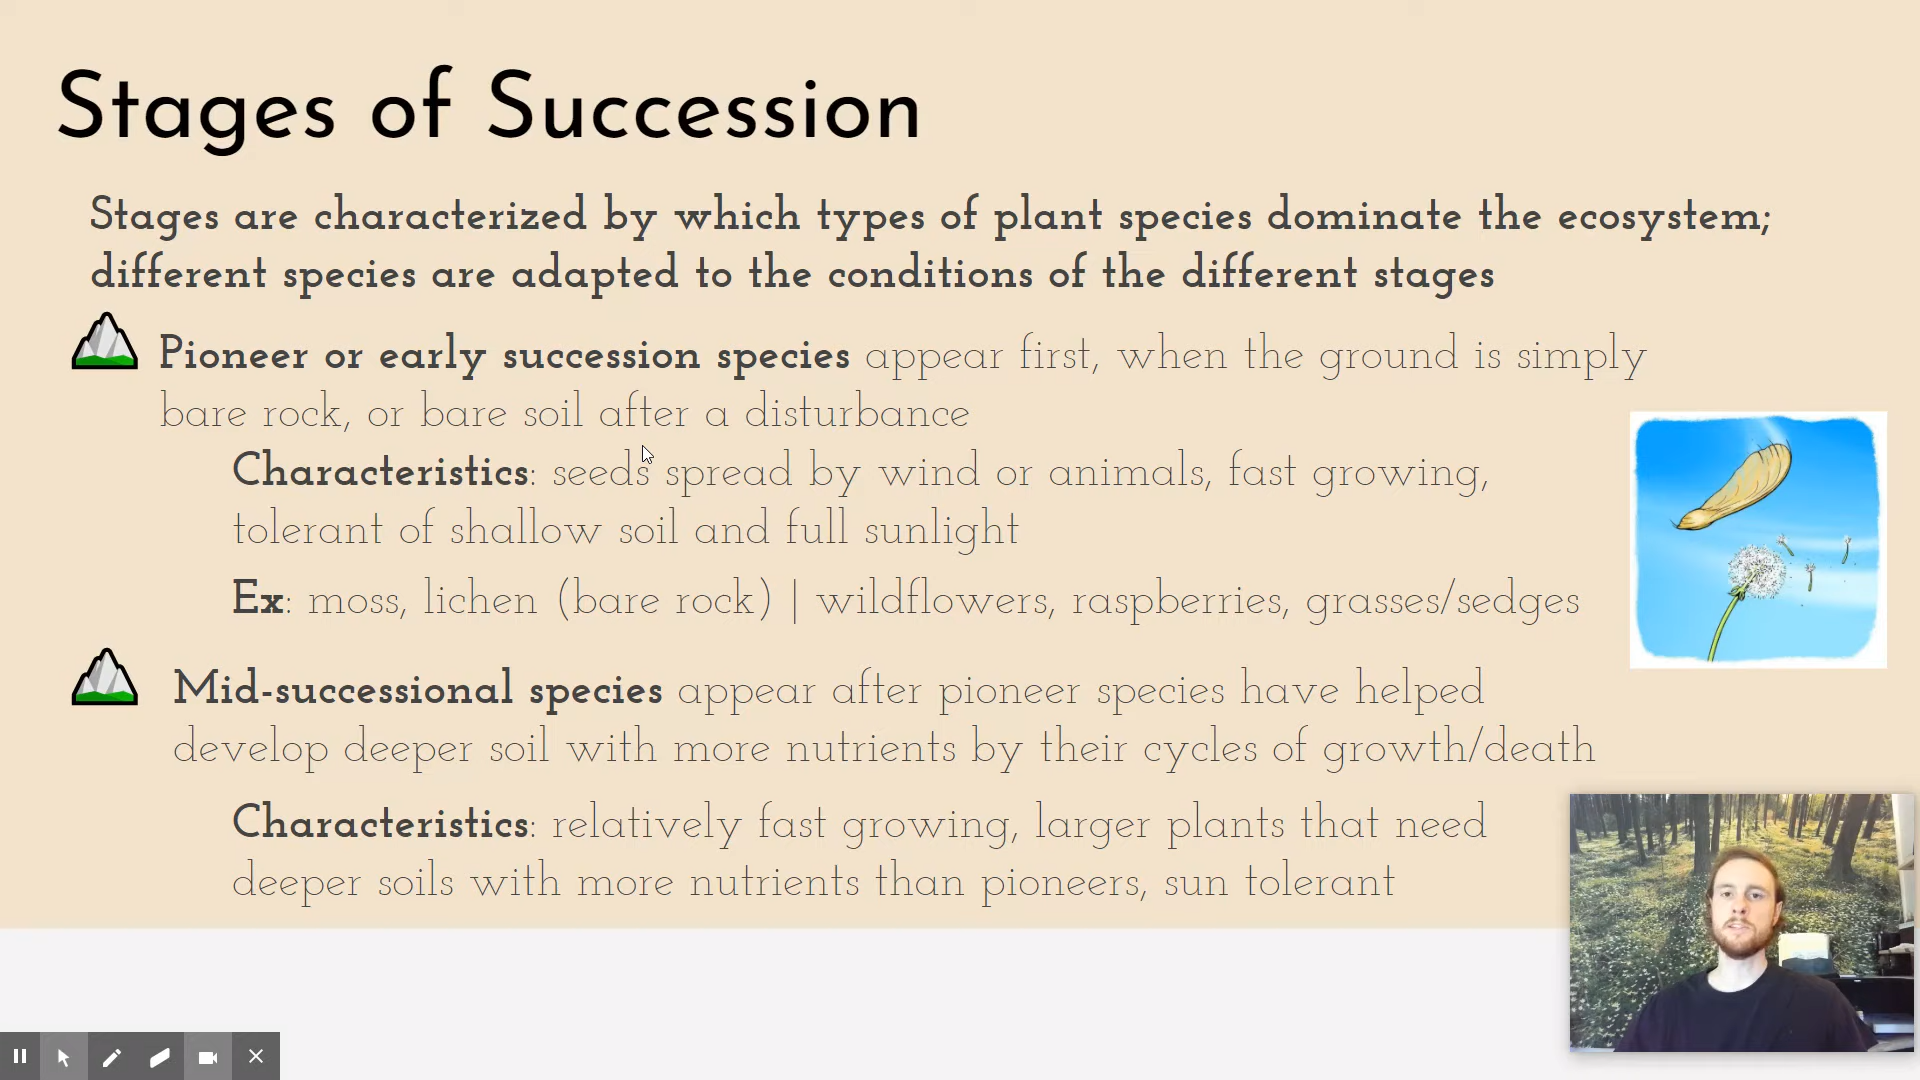 Stages of Succession
Stages are characterized by which types of plant species dominate the ecosystem;
different species are adapted to the conditions of the different stages
Pioneer or early succession species appear first, when the ground is simply
bare rock, or bare soil after a disturbance
Characteristics: seeds spread by wind or animals, fast growing,
tolerant of shallow soil and full sunlight
Ex: moss, lichen (bare rock) | wildflowers, raspberries, grasses/sedges
Mid-successional species appear after pioneer species have helped
develop deeper soil with more nutrients by their cycles of growth/death
Characteristics: relatively fast growing, larger plants that need
deeper soils with more nutrients than pioneers, sun tolerant